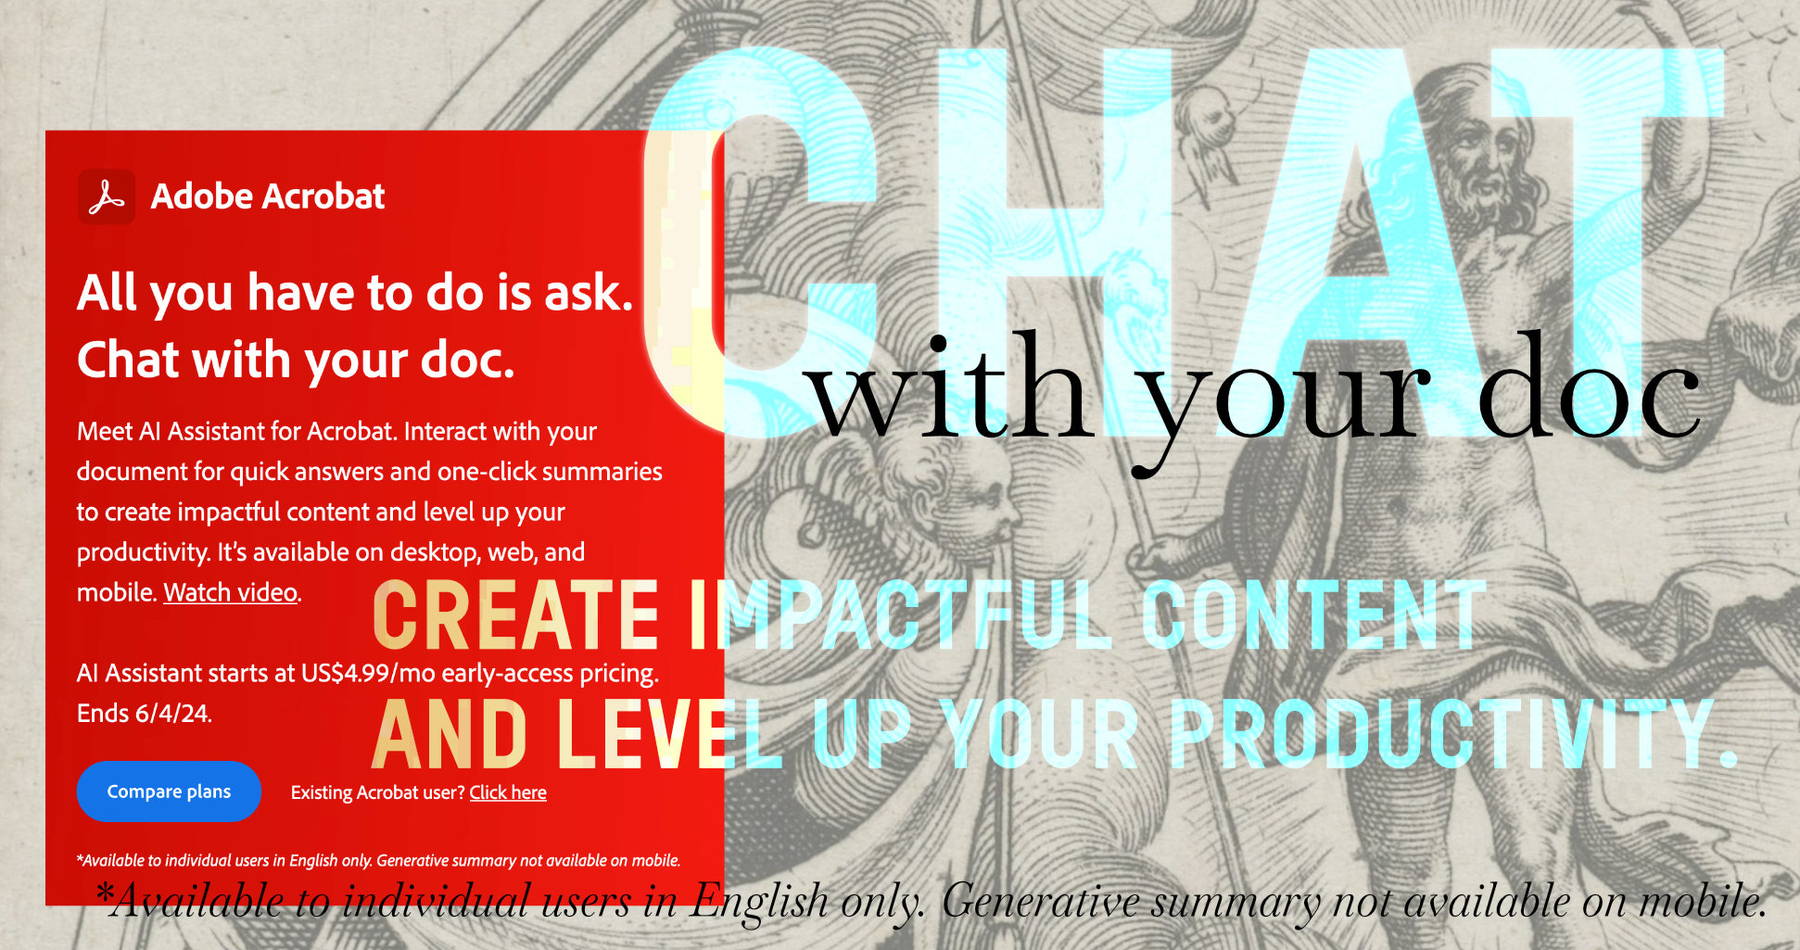 Adobe Acrobat
All you have to do is ask.
Chat with your doc.
Meet AI Assistant for Acrobat. Interact with your
document for quick answers and one-click summaries
to create impactful content and level up your
productivity. It’s available on desktop, web, and
mobile. Watch video.
AI Assistant starts at US$4.99/mo early-access pricing.
Ends 6/4/24.
Compare plans
Existing Acrobat user? Click here
*Available to individual users in English only. Generative summary not available on mobile.
CHAT
with your doc
CREATE IMPACTFUL CONTENT
AND LEVEL UP YOUR PRODUCTIVITY.
*Available to individual users in English only. Generative summary not available on mobile.